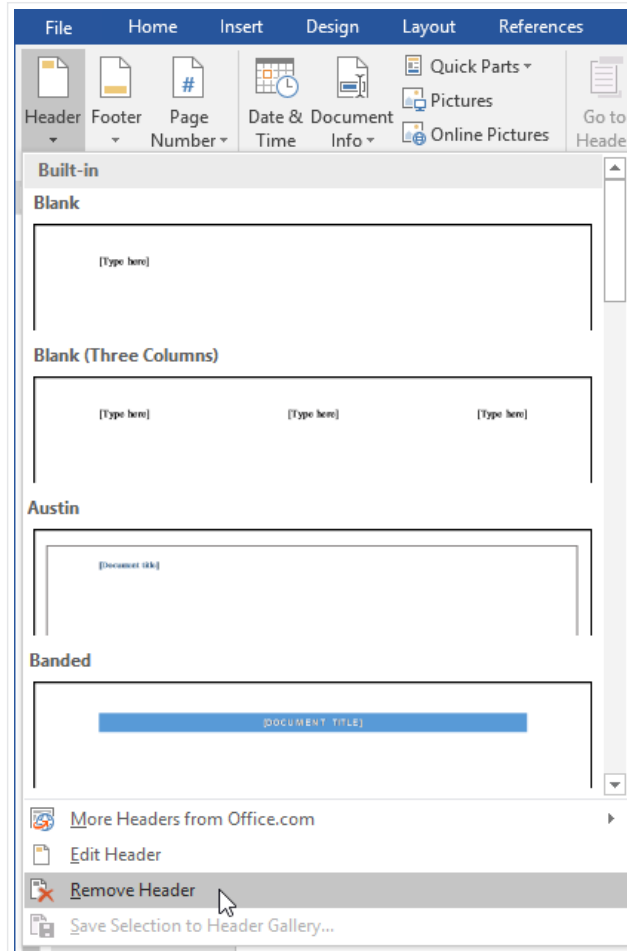 File Home Insert Design Layout References
Header Footer Page Number Date & Time Document Info Quick Parts
Pictures
Online Pictures
Go to Heade
Built-in
Blank
[Type here]
Blank (Three Columns)
[Type here] [Type here] [Type here]
Austin
[Document title]
Banded
[DOCUMENT TITLE]
More Headers from Office.com
Edit Header
Remove Header
Save Selection to Header Gallery...